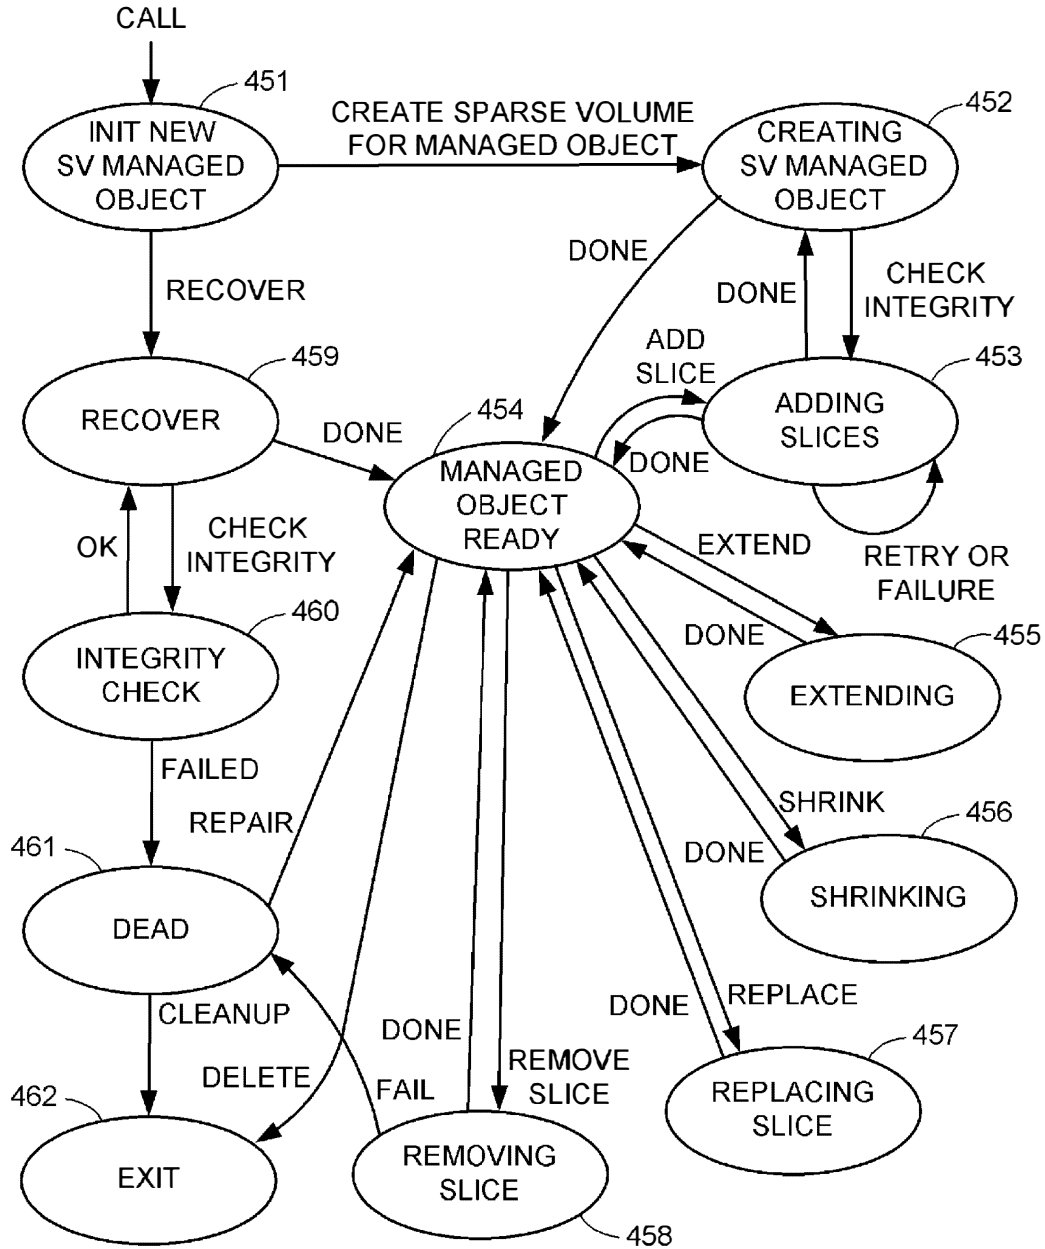 CALL
451
INIT NEW
SV MANAGED
OBJECT
CREATE SPARSE VOLUME
FOR MANAGED OBJECT
452
CREATING
SV MANAGED
OBJECT
RECOVER
DONE
DONE
CHECK
INTEGRITY
459
RECOVER
ADD
SLICE
453
ADDING
SLICES
DONE
454
DONE
MANAGED
OBJECT
READY
OK
CHECK
INTEGRITY
EXTEND
RETRY OR
FAILURE
460
INTEGRITY
CHECK
DONE
455
EXTENDING
FAILED
REPAIR
SHRINK
456
461
DONE
SHRINKING
DEAD
CLEANUP
DONE
DONE
REPLACE
457
DELETE
FAIL
REMOVE
SLICE
REPLACING
SLICE
462
EXIT
REMOVING
SLICE
458